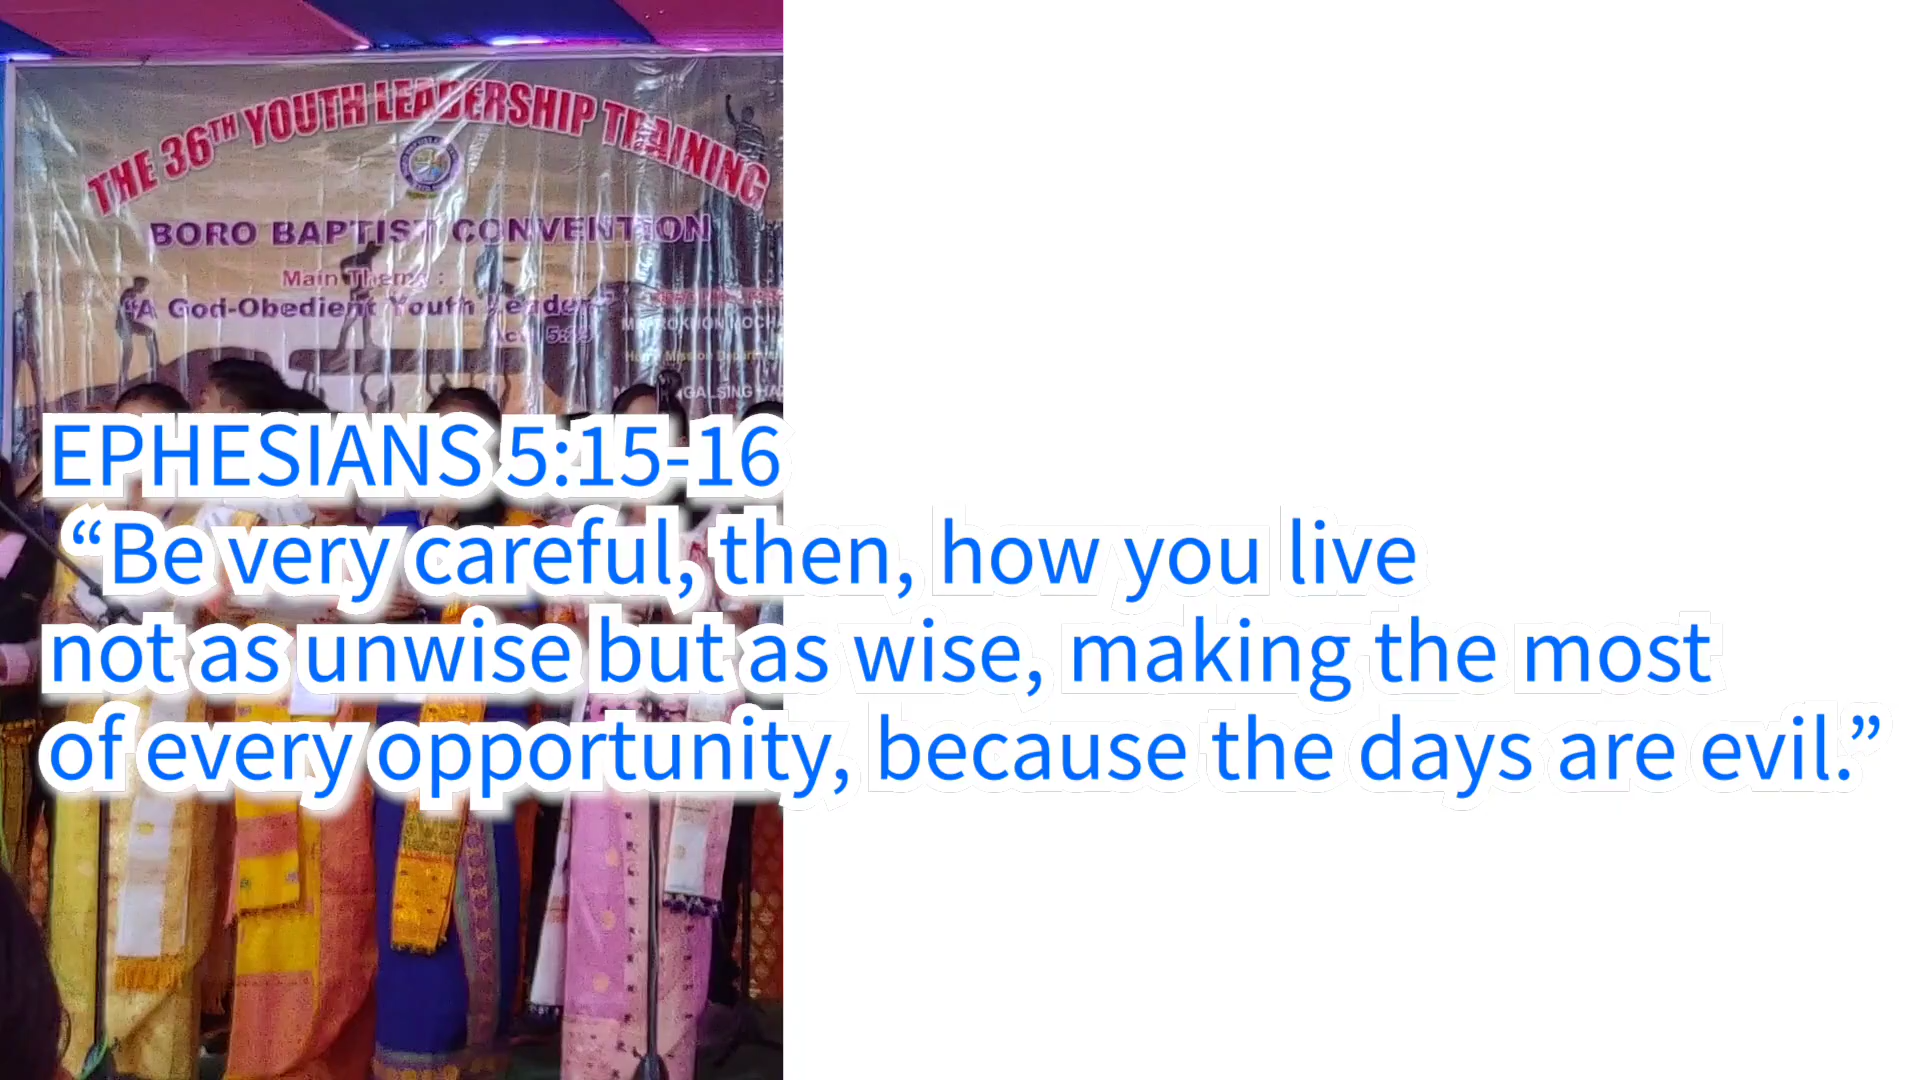 THE 36TH YOUTH LEADERSHIP TRAINING
BORO BAPTIST CONVENTION
Main Theme :
“A God-Obedient Youth Leader”
EPHESIANS 5:15-16
“Be very careful, then, how you live
not as unwise but as wise, making the most
of every opportunity, because the days are evil.”